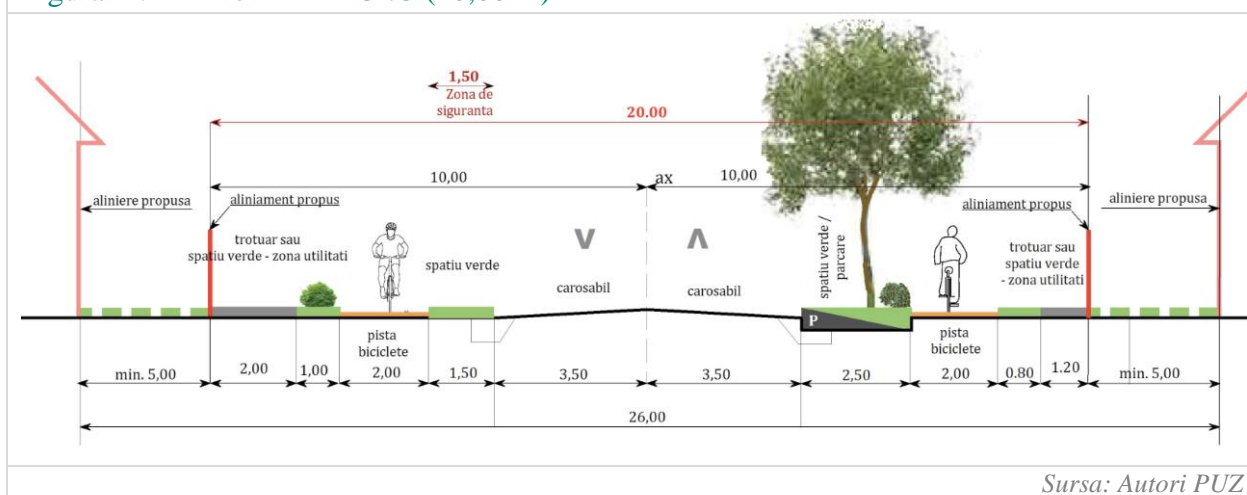 1,50
Zona de
siguranta
20.00
10,00
ax
10,00
aliniere propusa
aliniament propus
aliniament propus
aliniere propusa
trotuar sau
spatiu verde - zona utilitati
spatiu verde
V
Λ
carosabil
carosabil
spatiu verde /
parcare
trotuar sau
spatiu verde
- zona utilitati
P
pista
biciclete
pista
biciclete
min. 5,00
2,00
1,00
2,00
1,50
3,50
3,50
2,50
2,00
0.80
1.20
min. 5,00
26,00
Sursa: Autori PUZ